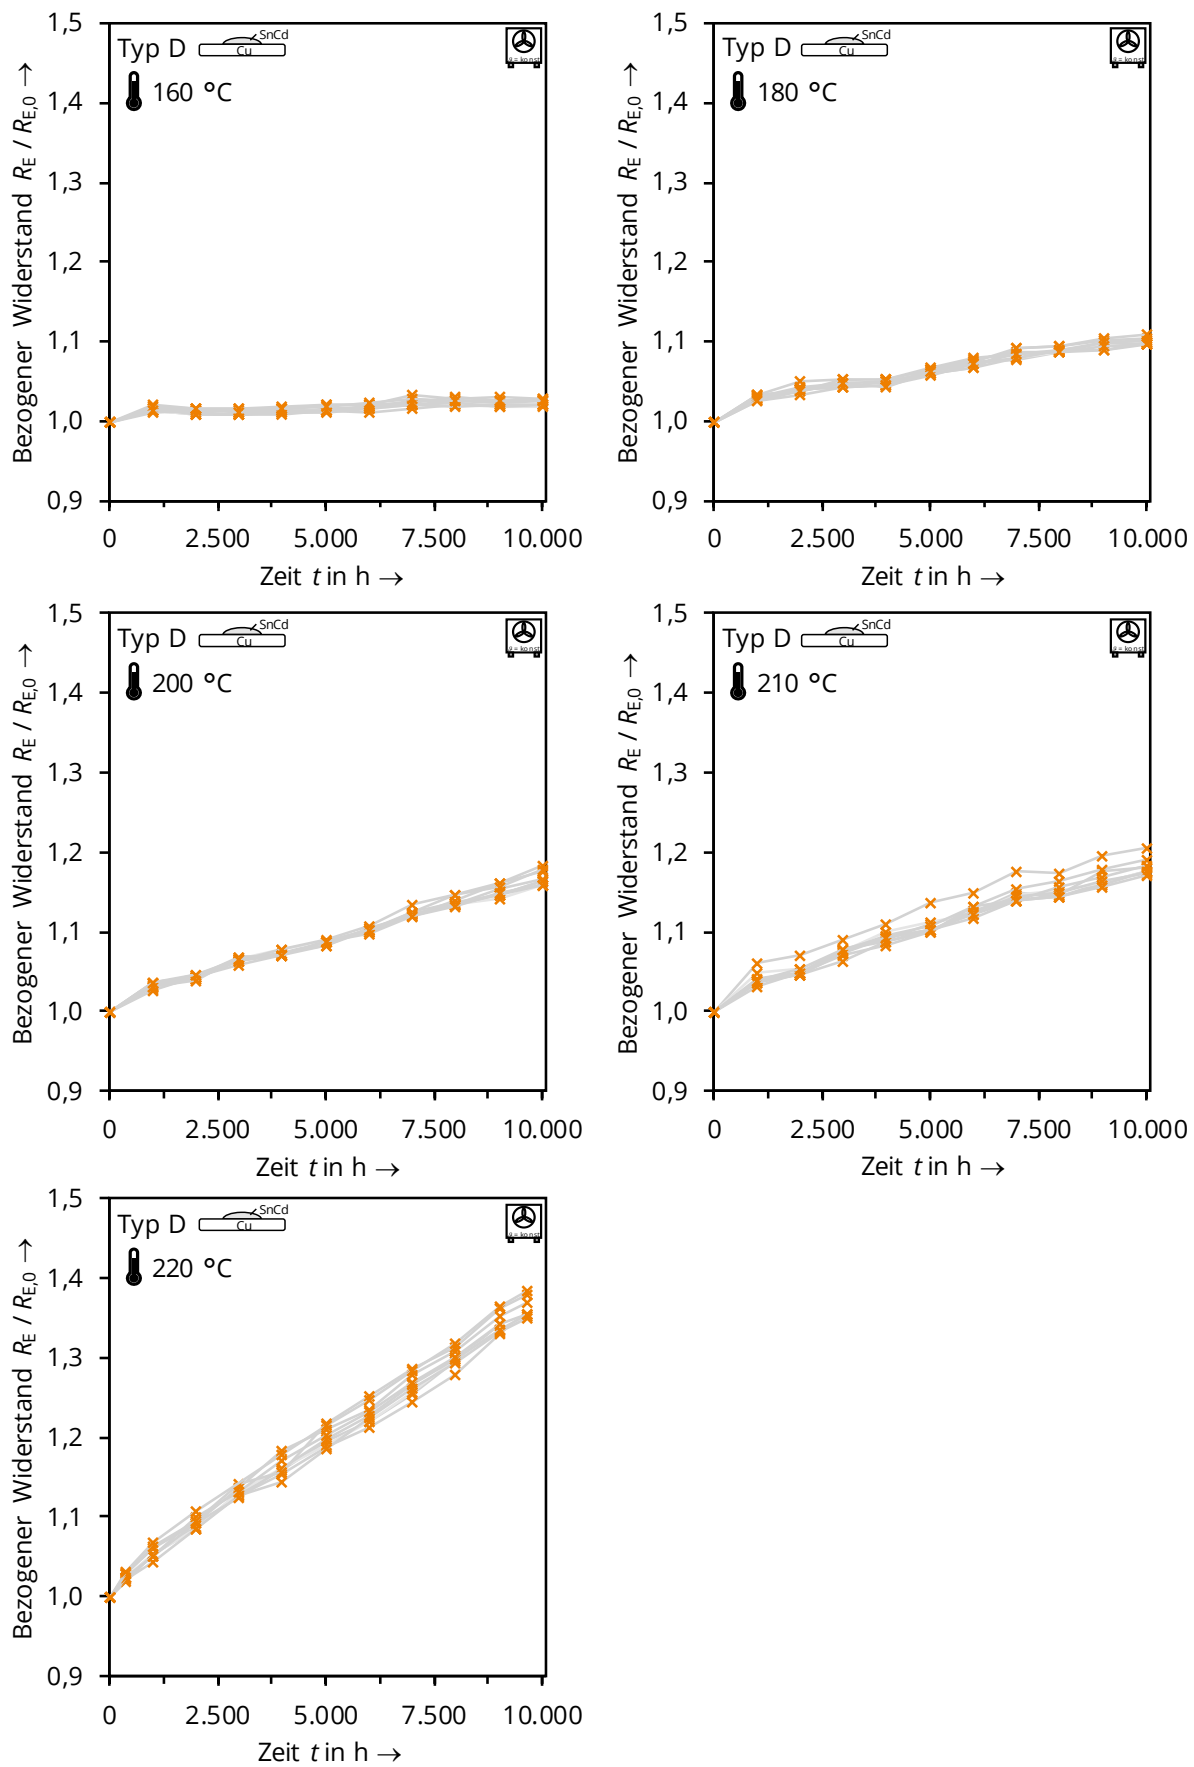 Typ D
SnCd
Cu
ϑ = konst
160 °C
Bezogener Widerstand RE / RE,0 →
1,5
1,4
1,3
1,2
1,1
1,0
0,9
0 2.500 5.000 7.500 10.000
Zeit t in h →
Typ D
SnCd
Cu
ϑ = konst
180 °C
Bezogener Widerstand RE / RE,0 →
1,5
1,4
1,3
1,2
1,1
1,0
0,9
0 2.500 5.000 7.500 10.000
Zeit t in h →
Typ D
SnCd
Cu
ϑ = konst
200 °C
Bezogener Widerstand RE / RE,0 →
1,5
1,4
1,3
1,2
1,1
1,0
0,9
0 2.500 5.000 7.500 10.000
Zeit t in h →
Typ D
SnCd
Cu
ϑ = konst
210 °C
Bezogener Widerstand RE / RE,0 →
1,5
1,4
1,3
1,2
1,1
1,0
0,9
0 2.500 5.000 7.500 10.000
Zeit t in h →
Typ D
SnCd
Cu
ϑ = konst
220 °C
Bezogener Widerstand RE / RE,0 →
1,5
1,4
1,3
1,2
1,1
1,0
0,9
0 2.500 5.000 7.500 10.000
Zeit t in h →